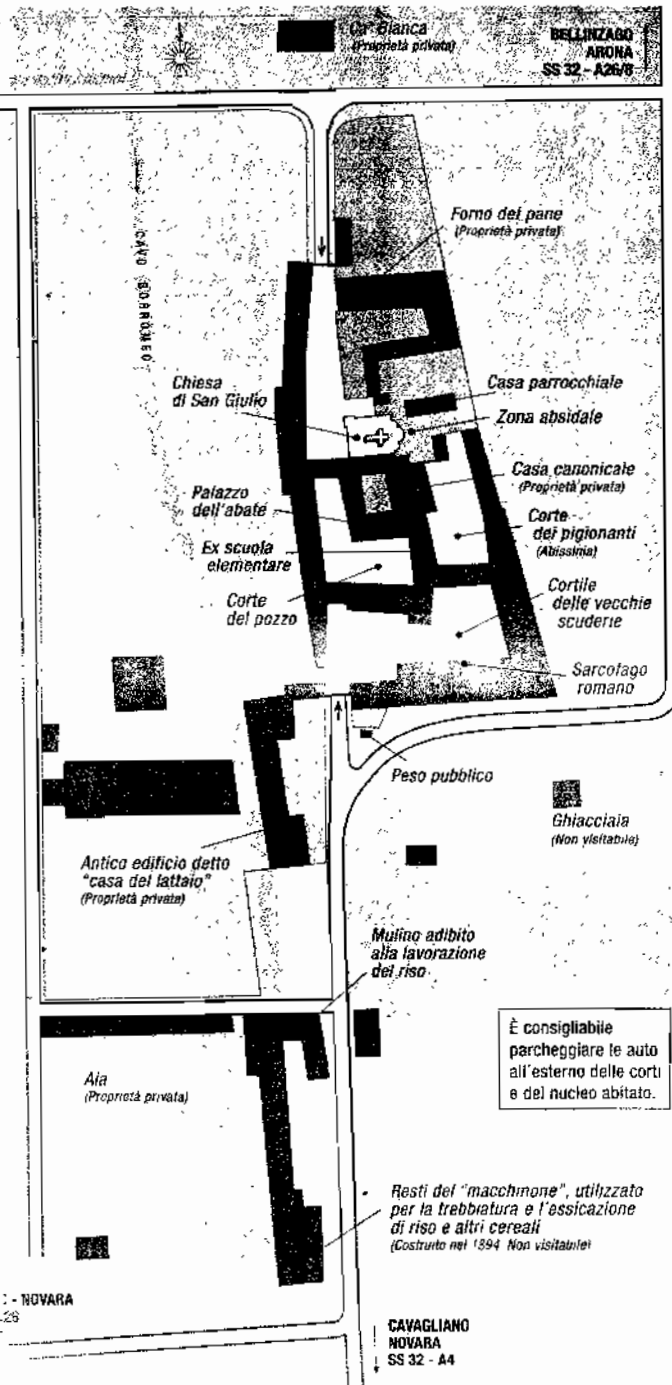 Ca' Bianca
(Proprietà privata)
BELLINZAGO
ARONA
SS 32 - A26/8
CAVO BORROMEO
Forno del pane
(Proprietà privata)
Chiesa
di San Giulio
Casa parrocchiale
Zona absidale
Casa canonicale
(Proprietà privata)
Palazzo
dell'abate
Corte
dei pigionanti
(Abissinia)
Ex scuola
elementare
Corte
del pozzo
Cortile
delle vecchie
scuderie
Sarcofago
romano
Peso pubblico
Ghiacciaia
(Non visitabile)
Antico edificio detto
"casa del lattaio"
(Proprietà privata)
Mulino adibito
alla lavorazione
del riso
È consigliabile
parcheggiare le auto
all'esterno delle corti
e del nucleo abitato.
Aia
(Proprietà privata)
Resti del "macchinone", utilizzato
per la trebbiatura e l'essicazione
di riso e altri cereali
(Costruito nel 1894 Non visitabile)
- NOVARA
CAVAGLIANO
NOVARA
SS 32 - A4